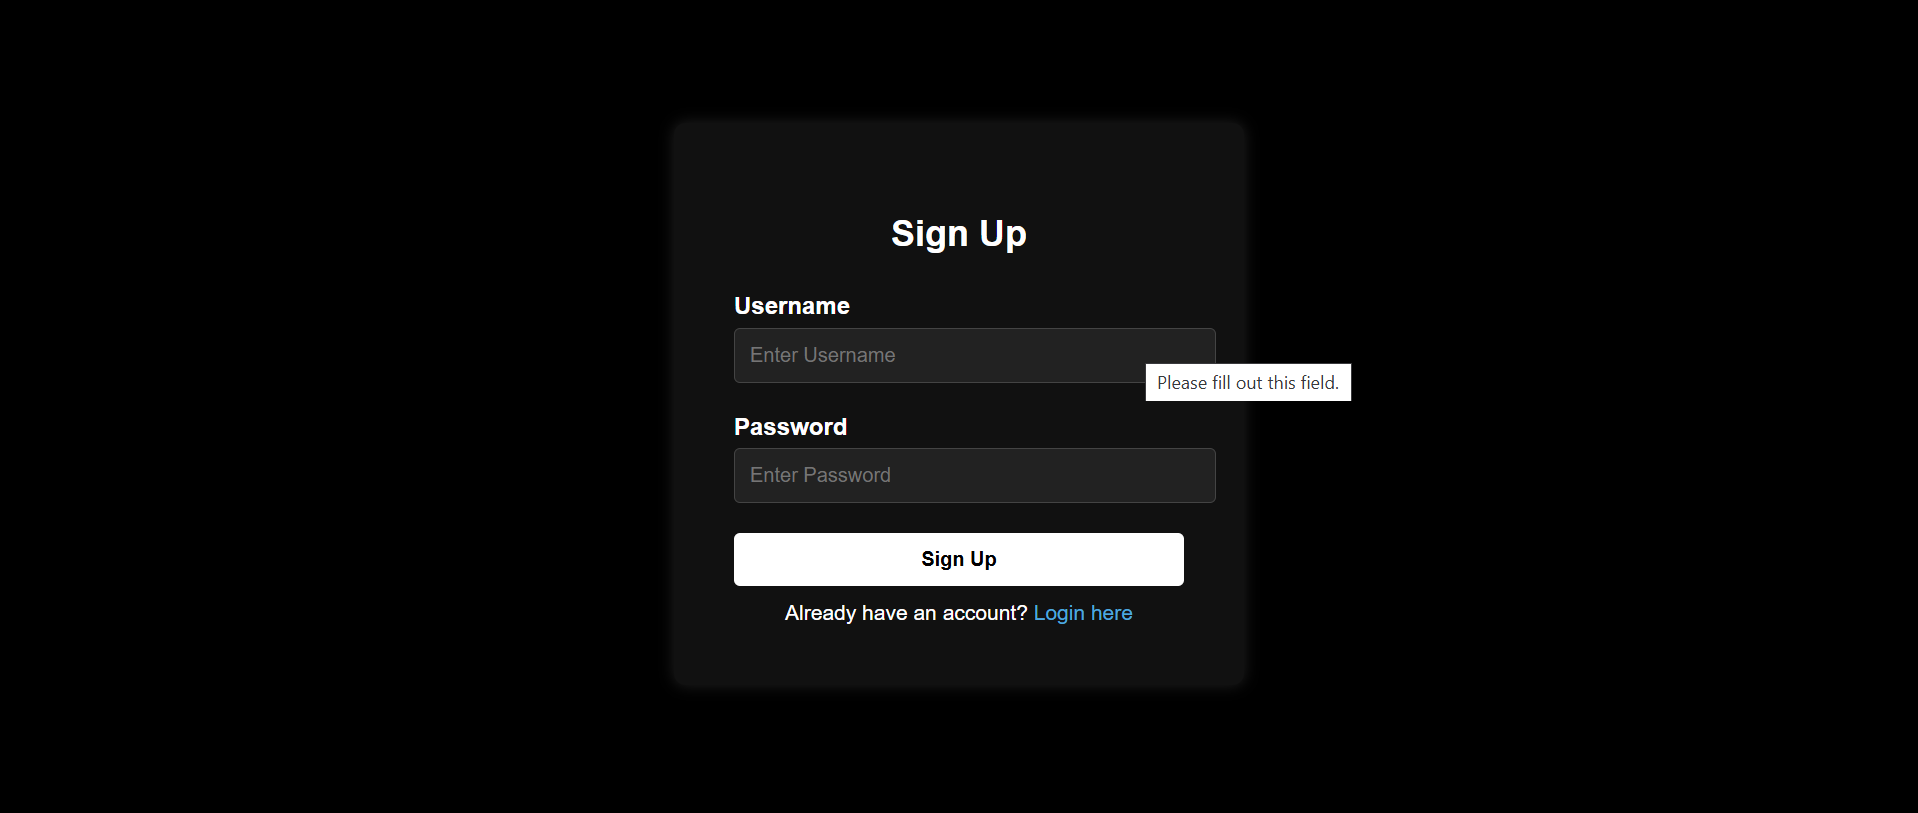 Sign Up
Username
Enter Username
Please fill out this field.
Password
Enter Password
Sign Up
Already have an account? Login here